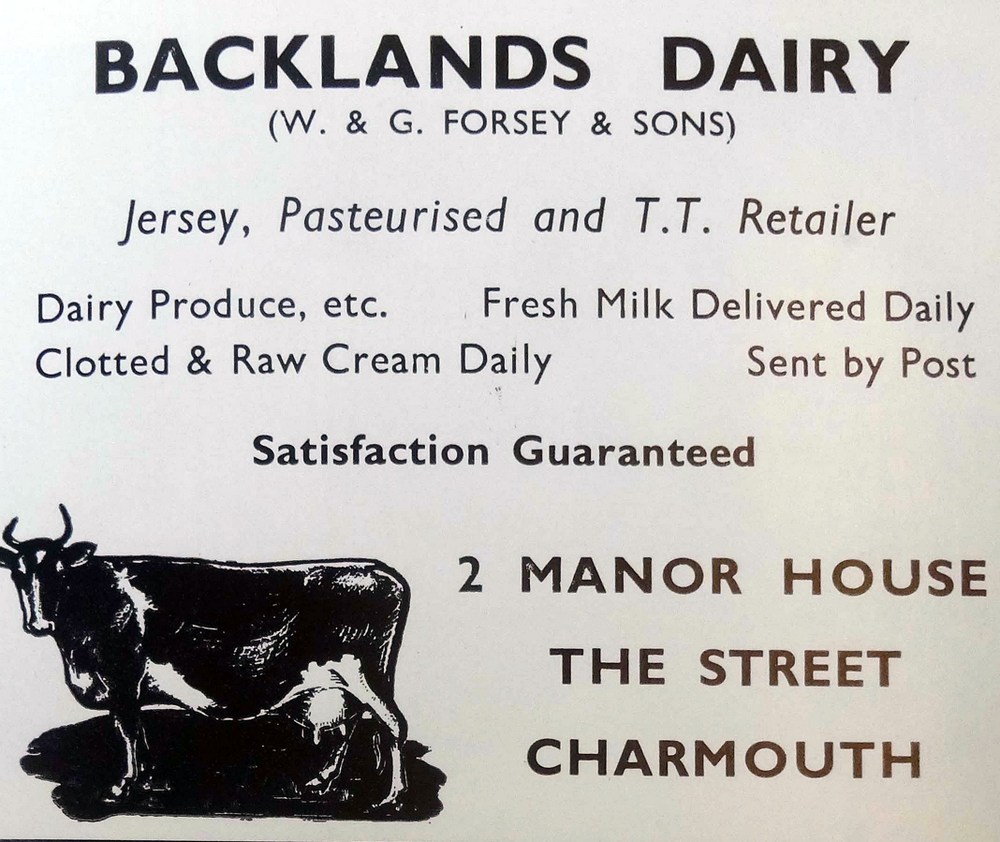 BACKLANDS DAIRY
(W. & G. FORSEY & SONS)
Jersey, Pasteurised and T.T. Retailer
Dairy Produce, etc. Fresh Milk Delivered Daily
Clotted & Raw Cream Daily Sent by Post
Satisfaction Guaranteed
2 MANOR HOUSE
THE STREET
CHARMOUTH